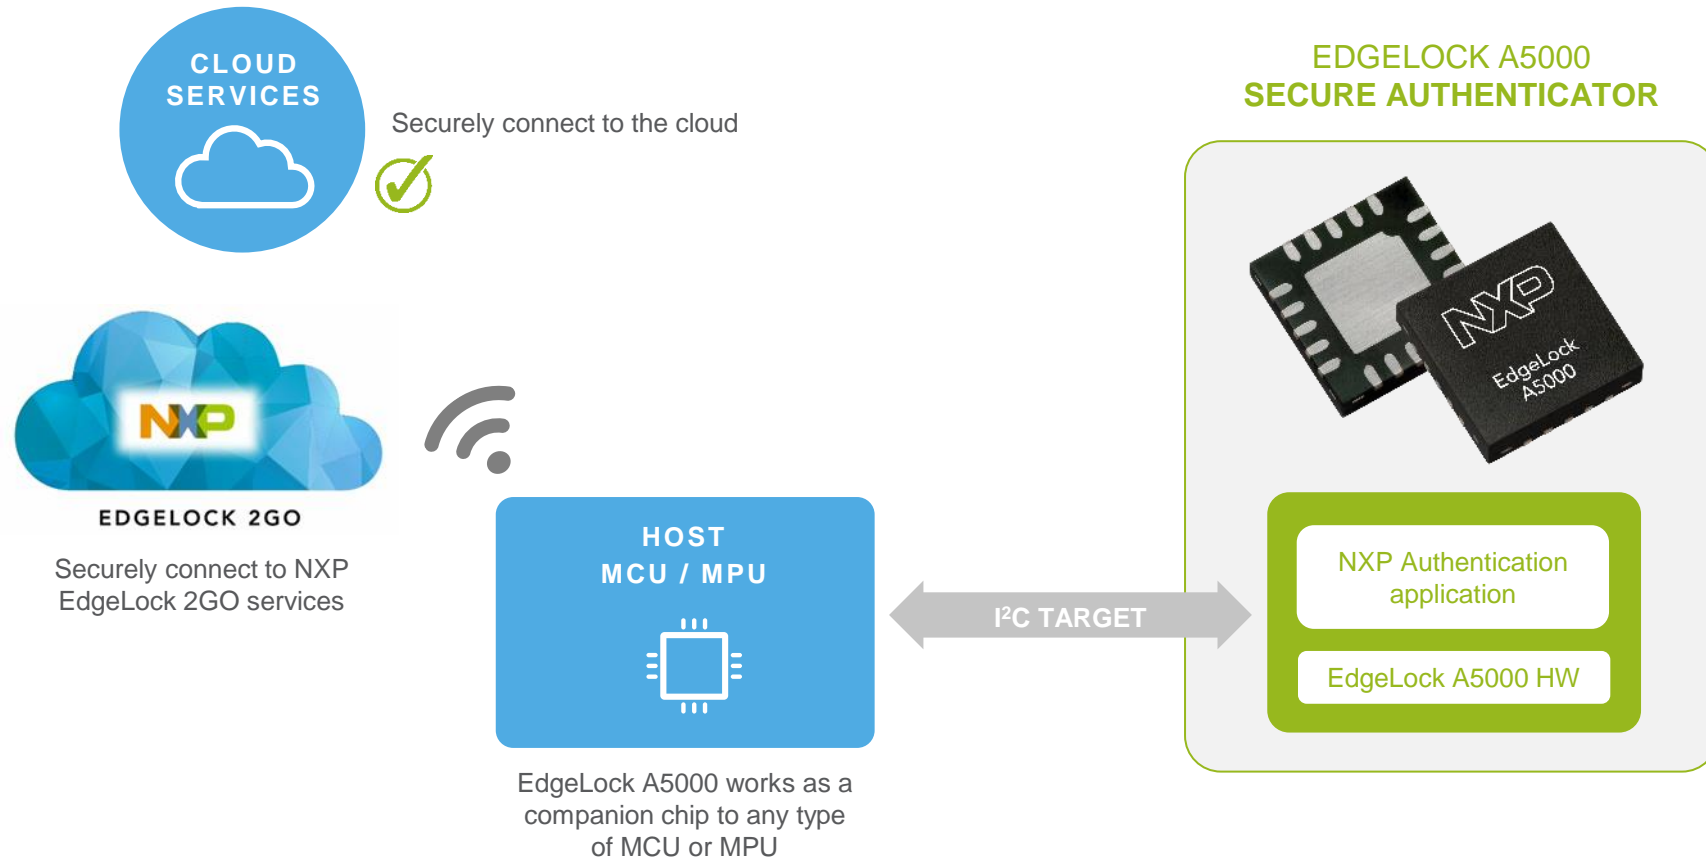 CLOUD
SERVICES
Securely connect to the cloud
NXP
EDGELOCK 2GO
Securely connect to NXP
EdgeLock 2GO services
HOST
MCU / MPU
EdgeLock A5000 works as a
companion chip to any type
of MCU or MPU
I²C TARGET
EDGELOCK A5000
SECURE AUTHENTICATOR
NXP
EdgeLock
A5000
NXP Authentication
application
EdgeLock A5000 HW